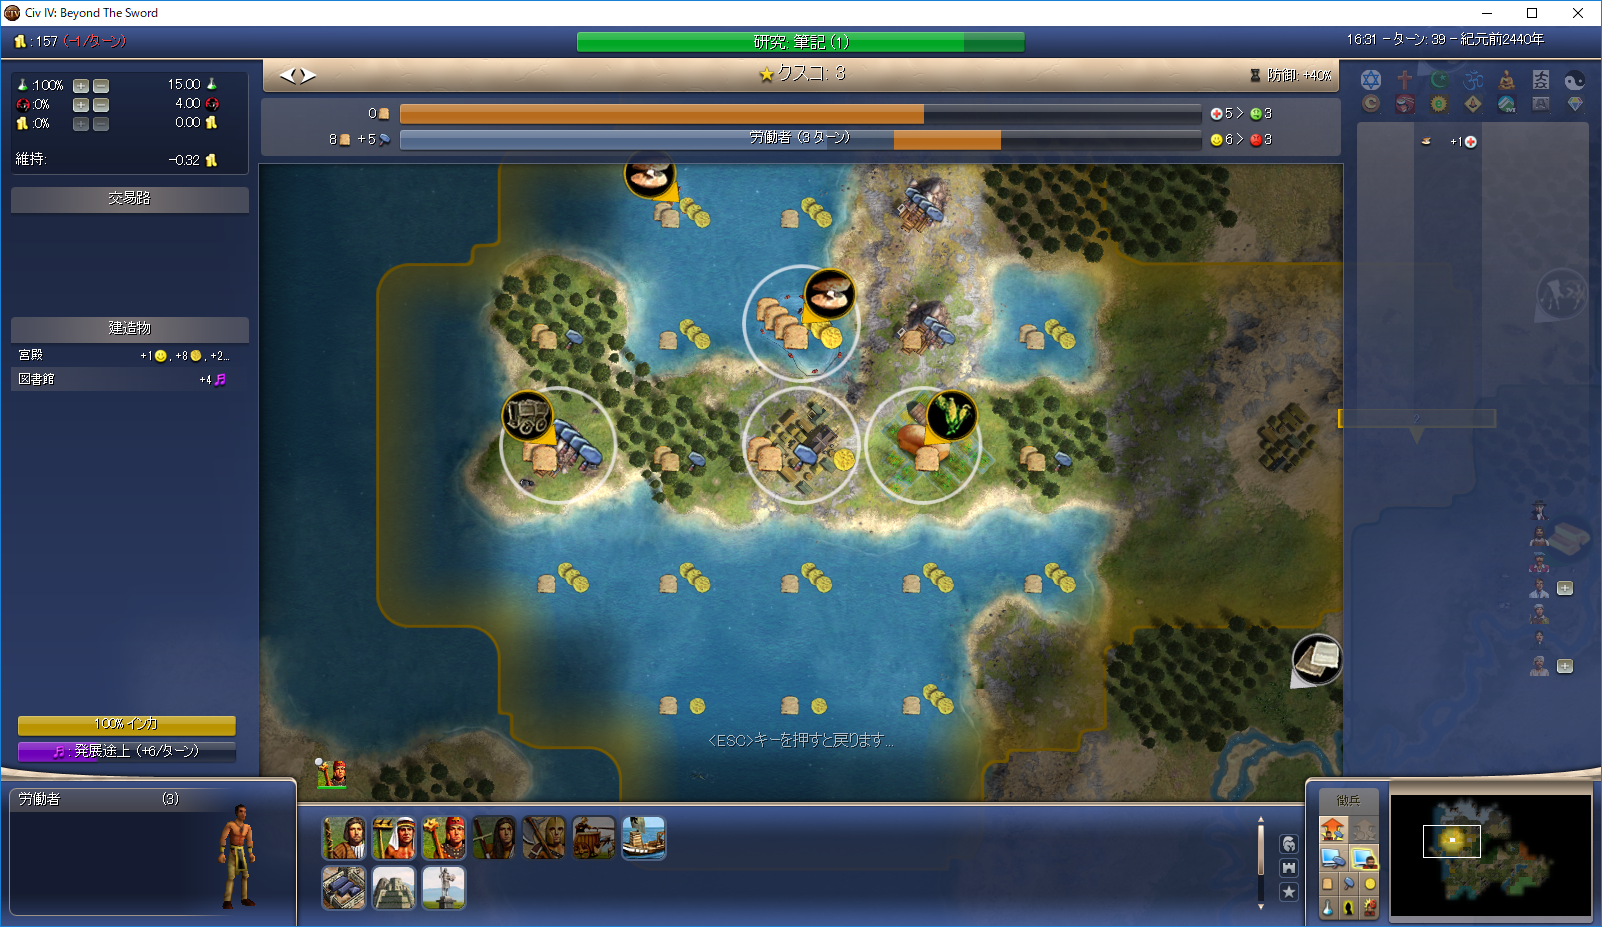 Civ IV: Beyond The Sword
: 157 (-1/ターン)
研究: 筆記 (1)
16:31 - ターン: 39 - 紀元前2440年
:100%
15.00
:0%
4.00
:0%
0.00
維持:
-0.32
クスコ: 3
防御: +40%
0
5 > 3
8 +5
労働者 (3 ターン)
6 > 3
+1
交易路
建造物
宮殿
+1 , +8 , +2...
図書館
+4
100% インカ
: 発展途上 (+6/ターン)
<ESC>キーを押すと戻ります...
労働者 (3)
徴兵